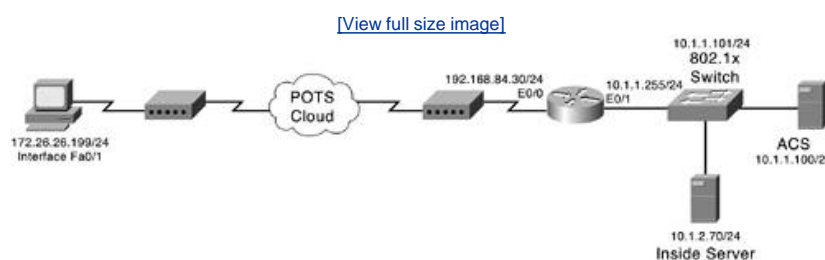 [View full size image]
10.1.1.101/24
802.1x
Switch
192.168.84.30/24
E0/0
10.1.1.255/24
E0/1
POTS
Cloud
172.26.26.199/24
Interface Fa0/1
ACS
10.1.1.100/2
10.1.2.70/24
Inside Server